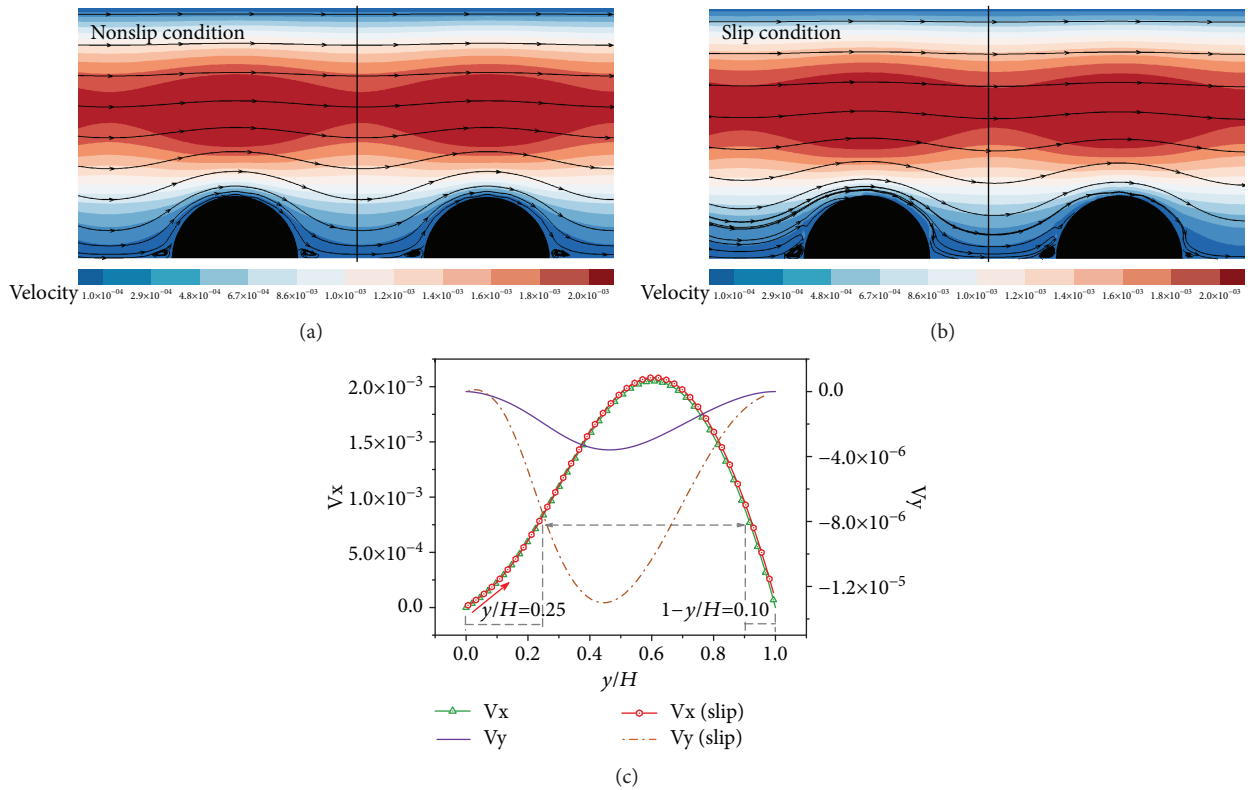 Nonslip condition
Slip condition
Velocity 1.0×10⁻⁰⁴ 2.9×10⁻⁰⁴ 4.8×10⁻⁰⁴ 6.7×10⁻⁰⁴ 8.6×10⁻⁰³ 1.0×10⁻⁰³ 1.2×10⁻⁰³ 1.4×10⁻⁰³ 1.6×10⁻⁰³ 1.8×10⁻⁰³ 2.0×10⁻⁰³
Velocity 1.0×10⁻⁰⁴ 2.9×10⁻⁰⁴ 4.8×10⁻⁰⁴ 6.7×10⁻⁰⁴ 8.6×10⁻⁰³ 1.0×10⁻⁰³ 1.2×10⁻⁰³ 1.4×10⁻⁰³ 1.6×10⁻⁰³ 1.8×10⁻⁰³ 2.0×10⁻⁰³
(a)
(b)
Vx
2.0×10⁻³
1.5×10⁻³
1.0×10⁻³
5.0×10⁻⁴
0.0
y/H=0.25
1−y/H=0.10
0.0
−4.0×10⁻⁶
−8.0×10⁻⁶
−1.2×10⁻⁵
Vy
0.0 0.2 0.4 0.6 0.8 1.0
y/H
Vx
Vx (slip)
Vy
Vy (slip)
(c)